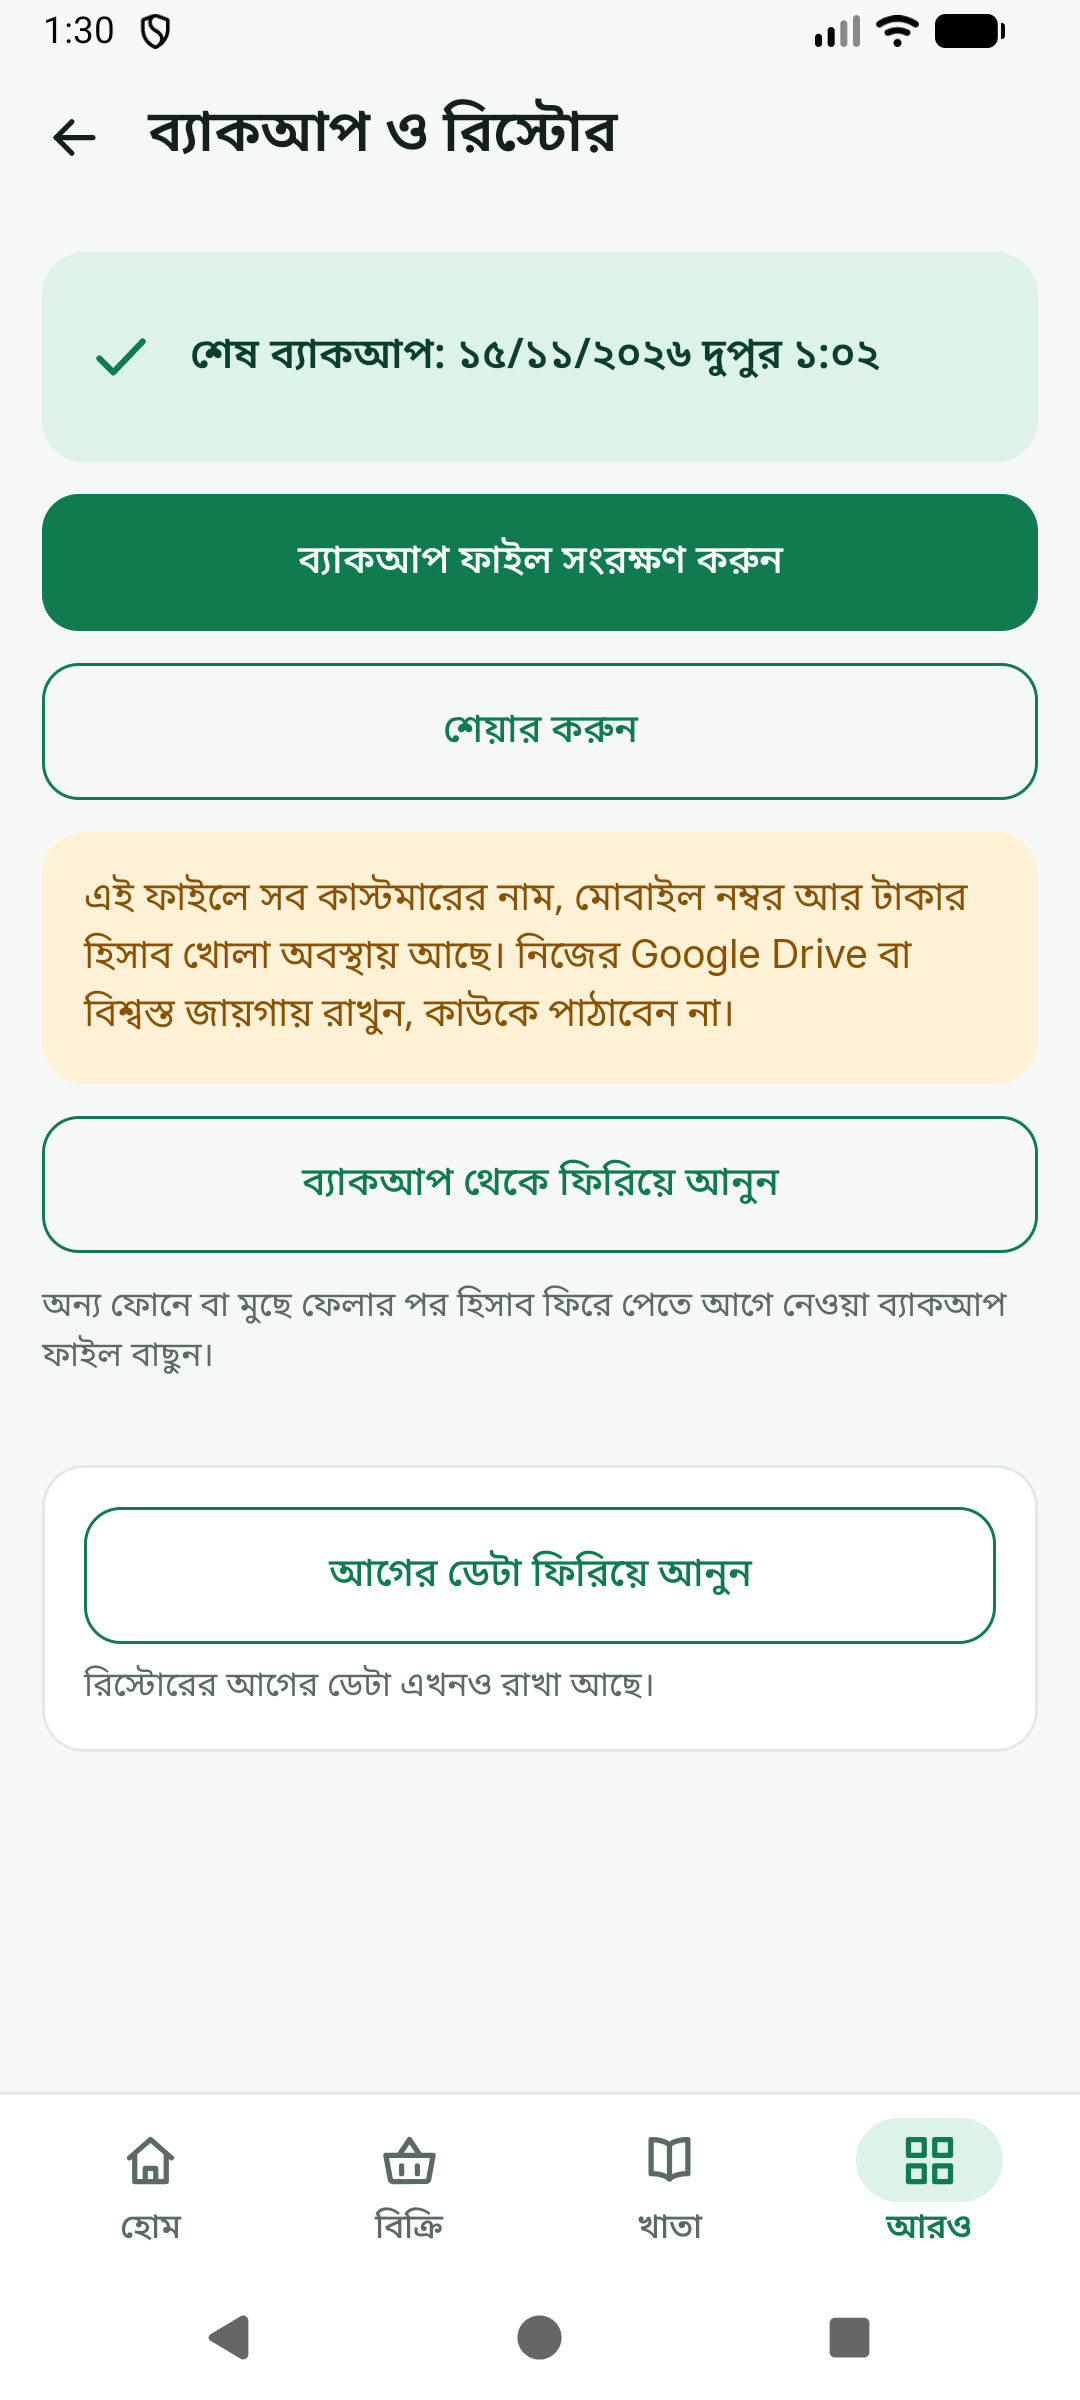 1:30
ব্যাকআপ ও রিস্টোর
শেষ ব্যাকআপ: ১৫/১১/২০২৬ দুপুর ১:০২
ব্যাকআপ ফাইল সংরক্ষণ করুন
শেয়ার করুন
এই ফাইলে সব কাস্টমারের নাম, মোবাইল নম্বর আর টাকার
হিসাব খোলা অবস্থায় আছে। নিজের Google Drive বা
বিশ্বস্ত জায়গায় রাখুন, কাউকে পাঠাবেন না।
ব্যাকআপ থেকে ফিরিয়ে আনুন
অন্য ফোনে বা মুছে ফেলার পর হিসাব ফিরে পেতে আগে নেওয়া ব্যাকআপ
ফাইল বাছুন।
আগের ডেটা ফিরিয়ে আনুন
রিস্টোরের আগের ডেটা এখনও রাখা আছে।
হোম
বিক্রি
খাতা
আরও